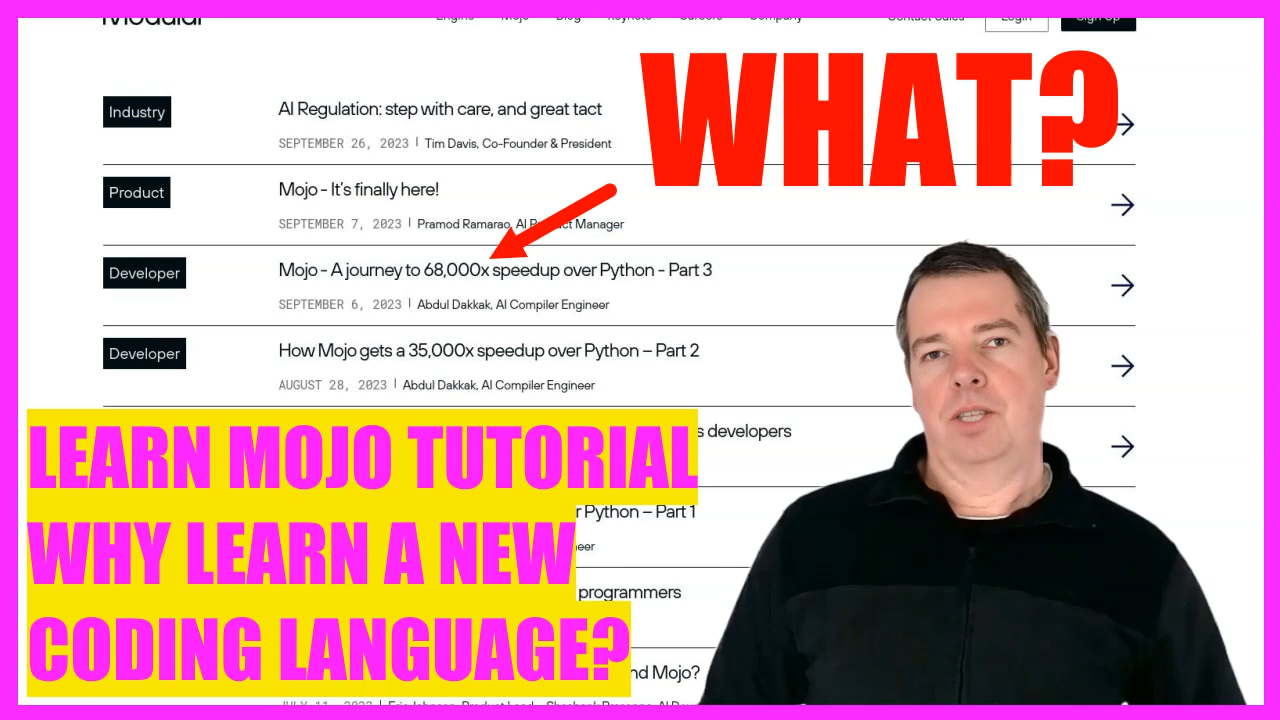 Modular
Engine Mojo Blog Keynote Careers Company Contact Sales Login Sign Up
WHAT?
Industry
AI Regulation: step with care, and great tact
SEPTEMBER 26, 2023 | Tim Davis, Co-Founder & President
Product
Mojo - It's finally here!
SEPTEMBER 7, 2023 | Pramod Ramarao, AI Product Manager
Developer
Mojo - A journey to 68,000x speedup over Python - Part 3
SEPTEMBER 6, 2023 | Abdul Dakkak, AI Compiler Engineer
Developer
How Mojo gets a 35,000x speedup over Python – Part 2
AUGUST 28, 2023 | Abdul Dakkak, AI Compiler Engineer
s developers
r Python – Part 1
eer
programmers
nd Mojo?
LEARN MOJO TUTORIAL
WHY LEARN A NEW
CODING LANGUAGE?